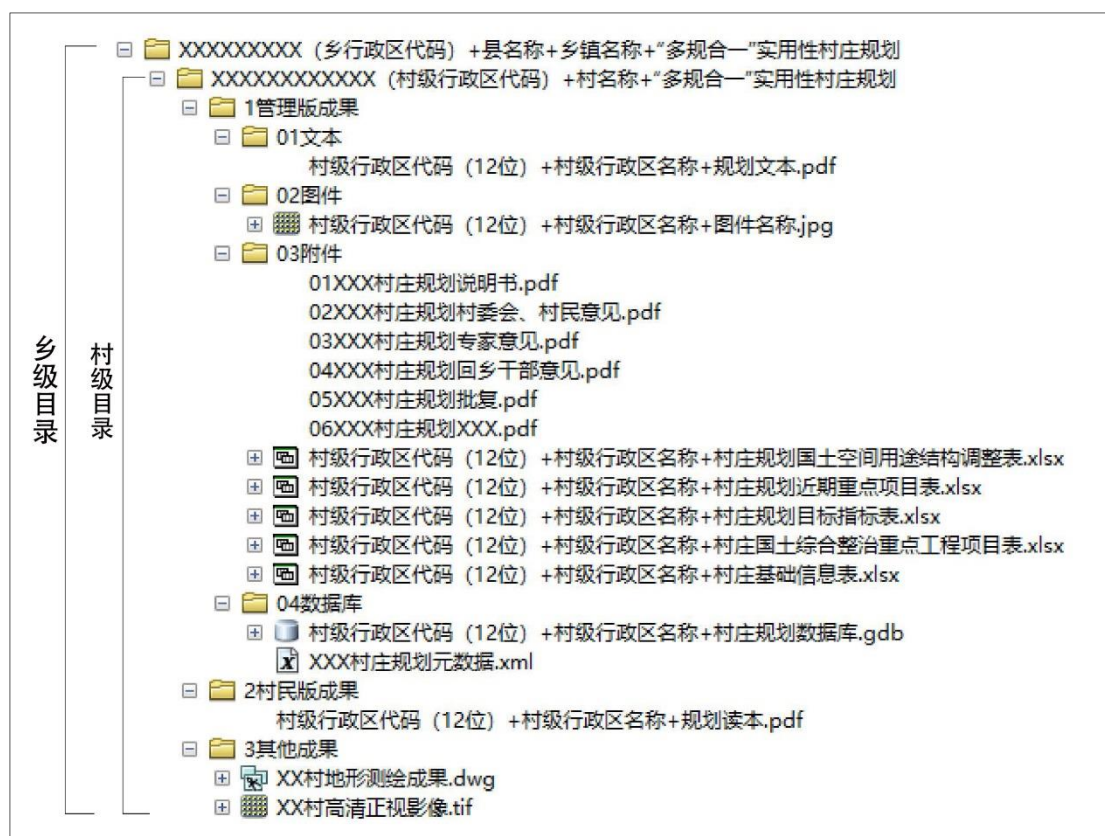 XXXXXXXXX（乡行政区代码）+县名称+乡镇名称+“多规合一”实用性村庄规划
XXXXXXXXXXXX（村级行政区代码）+村名称+“多规合一”实用性村庄规划
1管理版成果
01文本
村级行政区代码（12位）+村级行政区名称+规划文本.pdf
02图件
村级行政区代码（12位）+村级行政区名称+图件名称.jpg
03附件
01XXX村庄规划说明书.pdf
02XXX村庄规划村委会、村民意见.pdf
03XXX村庄规划专家意见.pdf
04XXX村庄规划回乡干部意见.pdf
05XXX村庄规划批复.pdf
06XXX村庄规划XXX.pdf
村级行政区代码（12位）+村级行政区名称+村庄规划国土空间用途结构调整表.xlsx
村级行政区代码（12位）+村级行政区名称+村庄规划近期重点项目表.xlsx
村级行政区代码（12位）+村级行政区名称+村庄规划目标指标表.xlsx
村级行政区代码（12位）+村级行政区名称+村庄国土综合整治重点工程项目表.xlsx
村级行政区代码（12位）+村级行政区名称+村庄基础信息表.xlsx
04数据库
村级行政区代码（12位）+村级行政区名称+村庄规划数据库.gdb
XXX村庄规划元数据.xml
2村民版成果
村级行政区代码（12位）+村级行政区名称+规划读本.pdf
3其他成果
XX村地形测绘成果.dwg
XX村高清正视影像.tif
乡级目录
村级目录